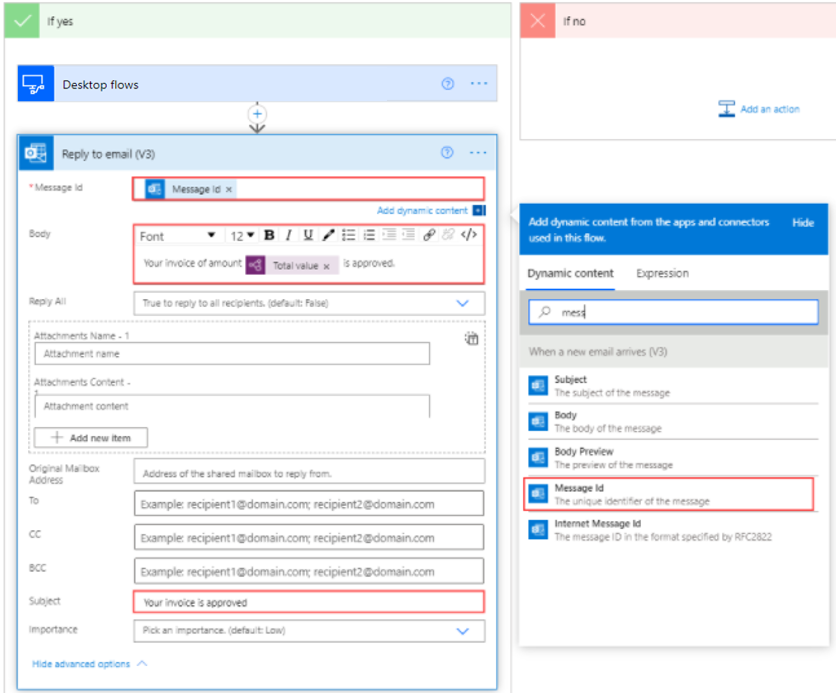 If yes
Desktop flows
Reply to email (V3)
* Message Id
Message Id ×
Add dynamic content
Body
Font
12
B I U
</>
Your invoice of amount Total value × is approved.
Reply All
True to reply to all recipients. (default: False)
Attachments Name - 1
Attachment name
Attachments Content -
1
Attachment content
Add new item
Original Mailbox
Address
Address of the shared mailbox to reply from.
To
Example: recipient1@domain.com; recipient2@domain.com
CC
Example: recipient1@domain.com; recipient2@domain.com
BCC
Example: recipient1@domain.com; recipient2@domain.com
Subject
Your invoice is approved
Importance
Pick an importance. (default: Low)
Hide advanced options
If no
Add an action
Add dynamic content from the apps and connectors
used in this flow.
Hide
Dynamic content
Expression
mess
When a new email arrives (V3)
Subject
The subject of the message
Body
The body of the message
Body Preview
The preview of the message
Message Id
The unique identifier of the message
Internet Message Id
The message ID in the format specified by RFC2822